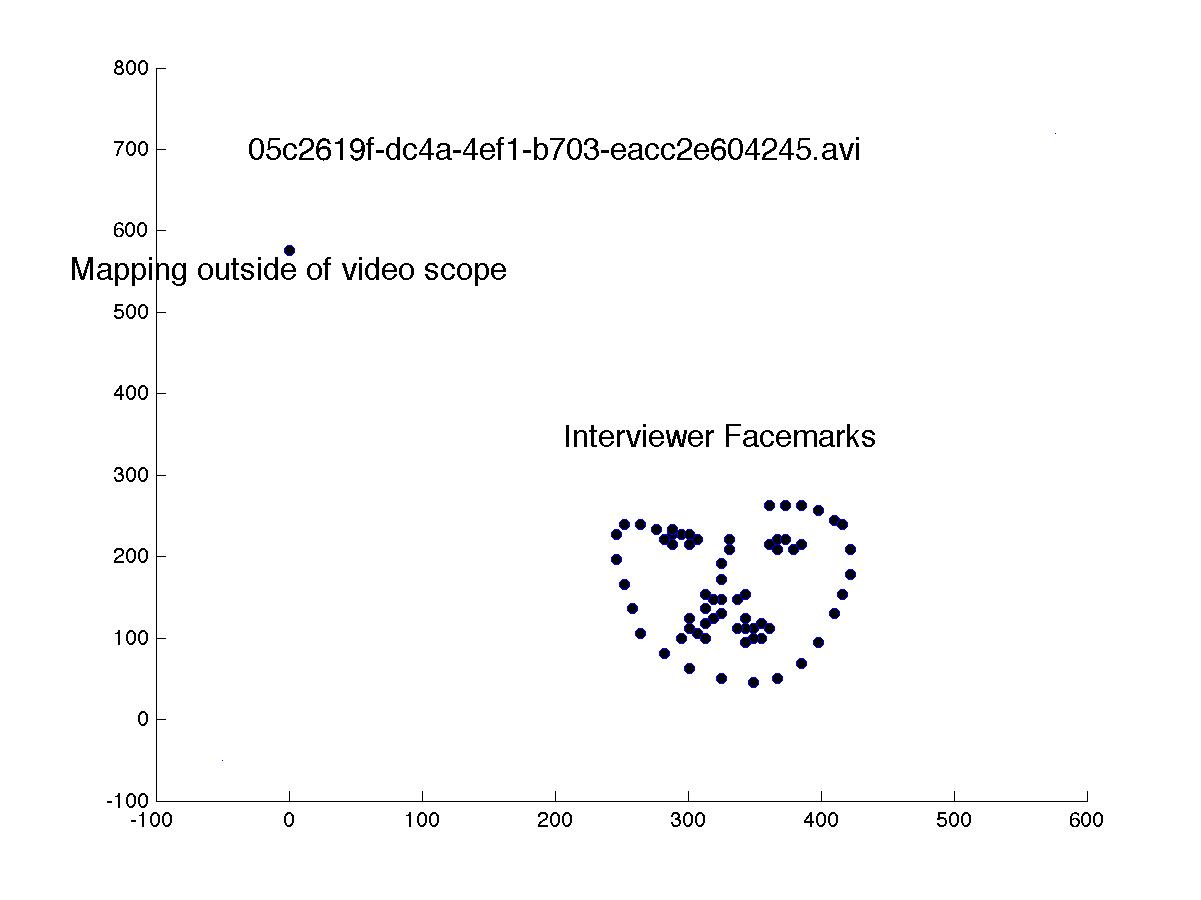 800
700
05c2619f-dc4a-4ef1-b703-eacc2e604245.avi
600
Mapping outside of video scope
500
400
Interviewer Facemarks
300
200
100
0
-100
-100 0 100 200 300 400 500 600